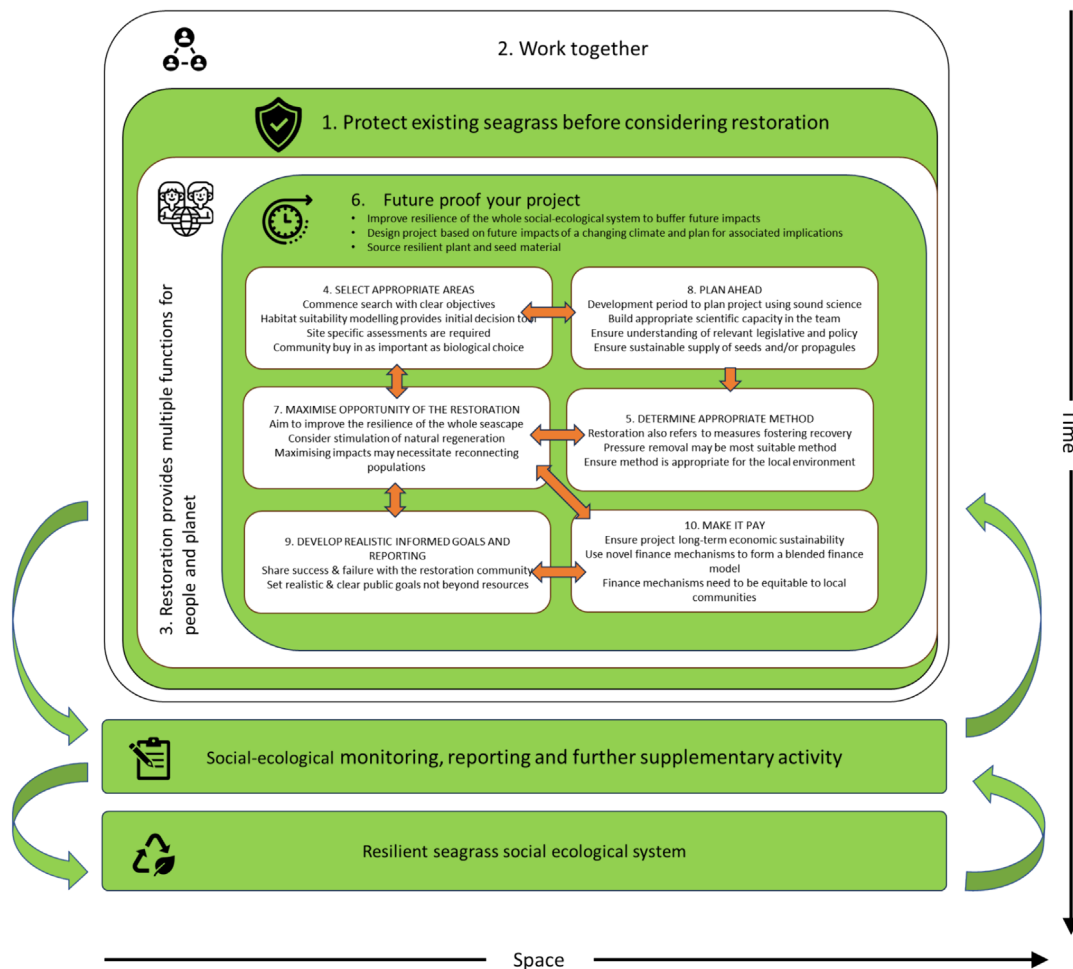 2. Work together
1. Protect existing seagrass before considering restoration
3. Restoration provides multiple functions for
people and planet
6. Future proof your project
• Improve resilience of the whole social-ecological system to buffer future impacts
• Design project based on future impacts of a changing climate and plan for associated implications
• Source resilient plant and seed material
4. SELECT APPROPRIATE AREAS
Commence search with clear objectives
Habitat suitability modelling provides initial decision tool
Site specific assessments are required
Community buy in as important as biological choice
8. PLAN AHEAD
Development period to plan project using sound science
Build appropriate scientific capacity in the team
Ensure understanding of relevant legislative and policy
Ensure sustainable supply of seeds and/or propagules
7. MAXIMISE OPPORTUNITY OF THE RESTORATION
Aim to improve the resilience of the whole seascape
Consider stimulation of natural regeneration
Maximising impacts may necessitate reconnecting
populations
5. DETERMINE APPROPRIATE METHOD
Restoration also refers to measures fostering recovery
Pressure removal may be most suitable method
Ensure method is appropriate for the local environment
9. DEVELOP REALISTIC INFORMED GOALS AND
REPORTING
Share success & failure with the restoration community
Set realistic & clear public goals not beyond resources
10. MAKE IT PAY
Ensure project long-term economic sustainability
Use novel finance mechanisms to form a blended finance
model
Finance mechanisms need to be equitable to local
communities
Social-ecological monitoring, reporting and further supplementary activity
Resilient seagrass social ecological system
Time
Space